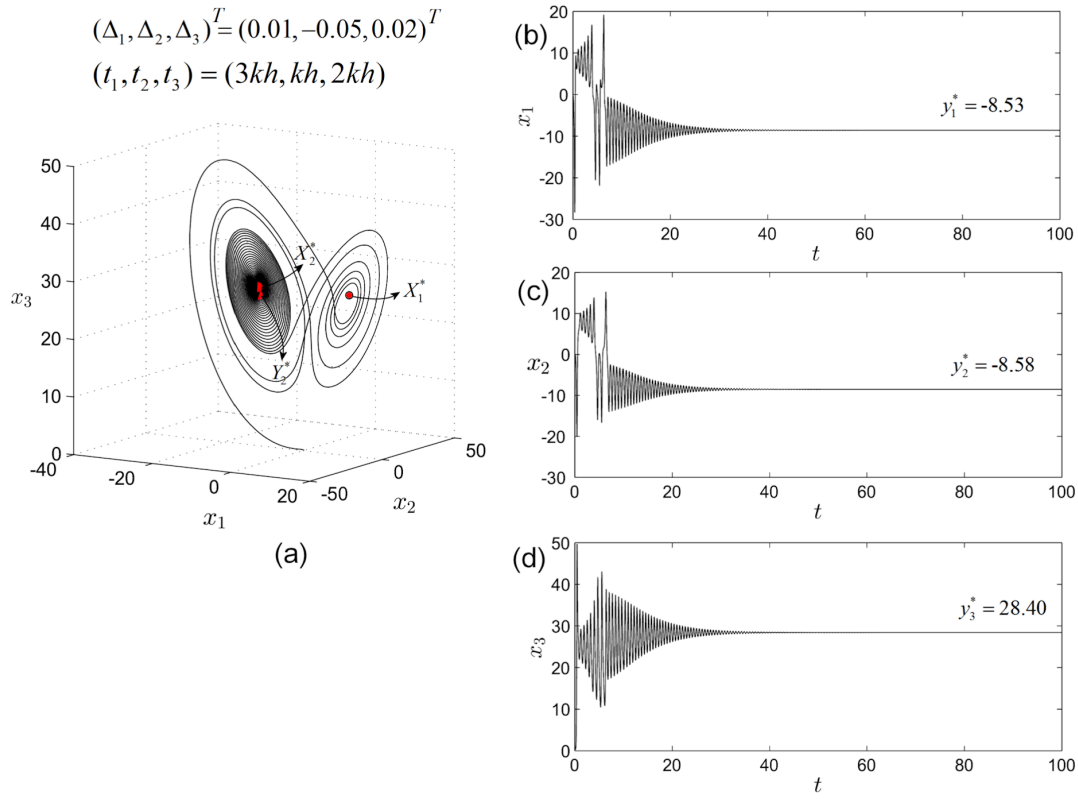 (Δ₁, Δ₂, Δ₃)ᵀ = (0.01, −0.05, 0.02)ᵀ
(t₁, t₂, t₃) = (3kh, kh, 2kh)
50
40
30
20
10
0
x₃
-40
-20
0
20
x₁
-50
0
50
x₂
X₂*
X₁*
Y₂*
(a)
(b)
20
10
0
-10
-20
-30
x₁
y₁* = -8.53
0
20
40
60
80
100
t
(c)
20
10
0
-10
-20
-30
x₂
y₂* = -8.58
0
20
40
60
80
100
t
(d)
50
40
30
20
10
0
x₃
y₃* = 28.40
0
20
40
60
80
100
t